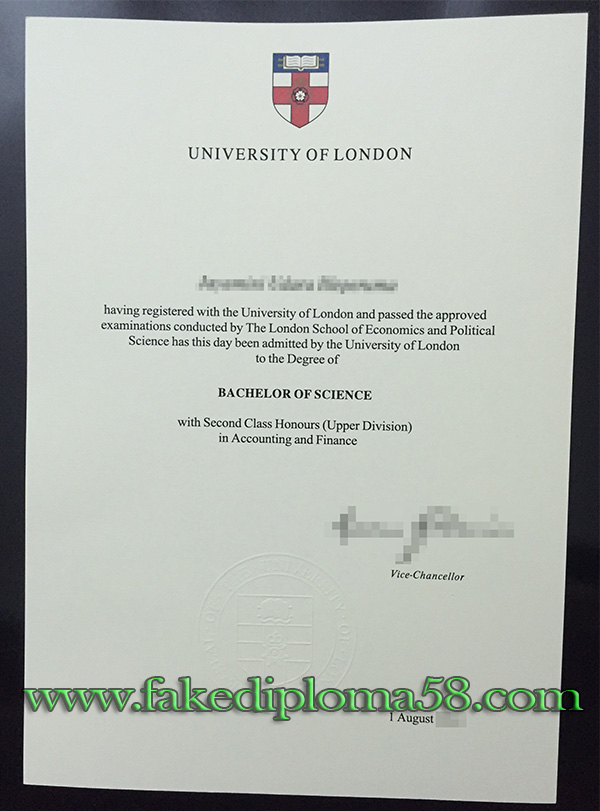 UNIVERSITY OF LONDON
having registered with the University of London and passed the approved
examinations conducted by The London School of Economics and Political
Science has this day been admitted by the University of London
to the Degree of
BACHELOR OF SCIENCE
with Second Class Honours (Upper Division)
in Accounting and Finance
Vice-Chancellor
www.fakediploma58.com
1 August